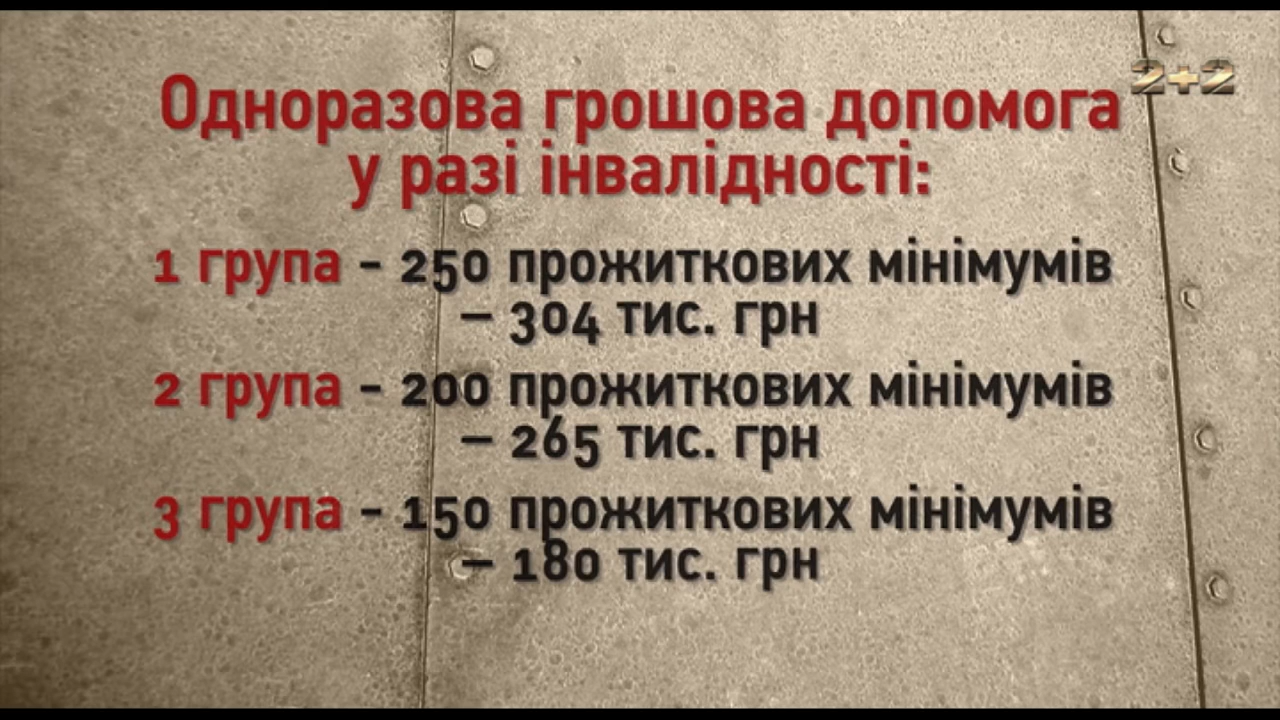 2+2
Одноразова грошова допомога
у разі інвалідності:
1 група - 250 прожиткових мінімумів
– 304 тис. грн
2 група - 200 прожиткових мінімумів
– 265 тис. грн
3 група - 150 прожиткових мінімумів
– 180 тис. грн